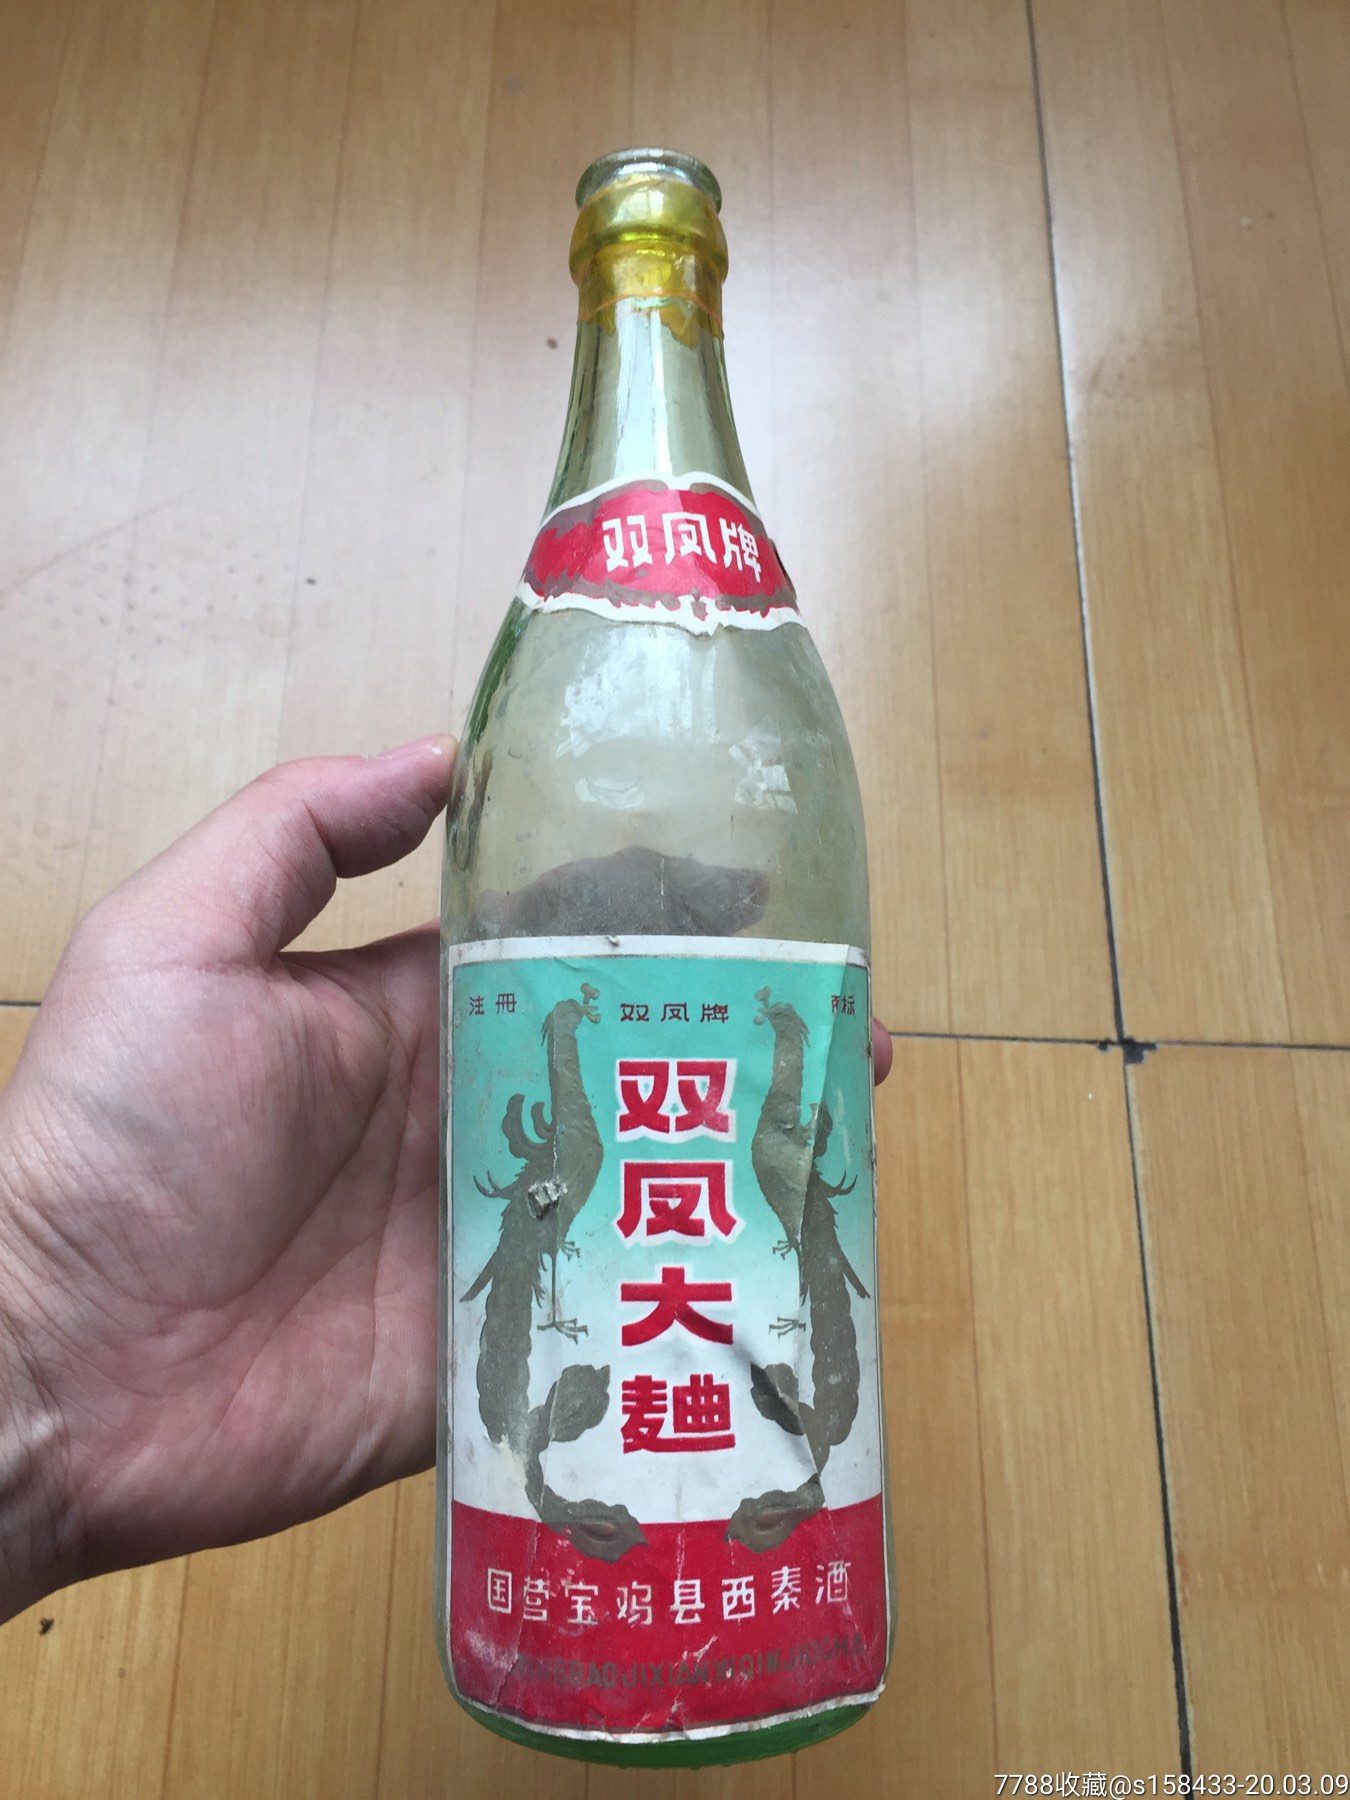 双凤牌
注册 双凤牌 商标
双
凤
大
麯
国营宝鸡县西秦酒
7788收藏@s158433-20.03.09